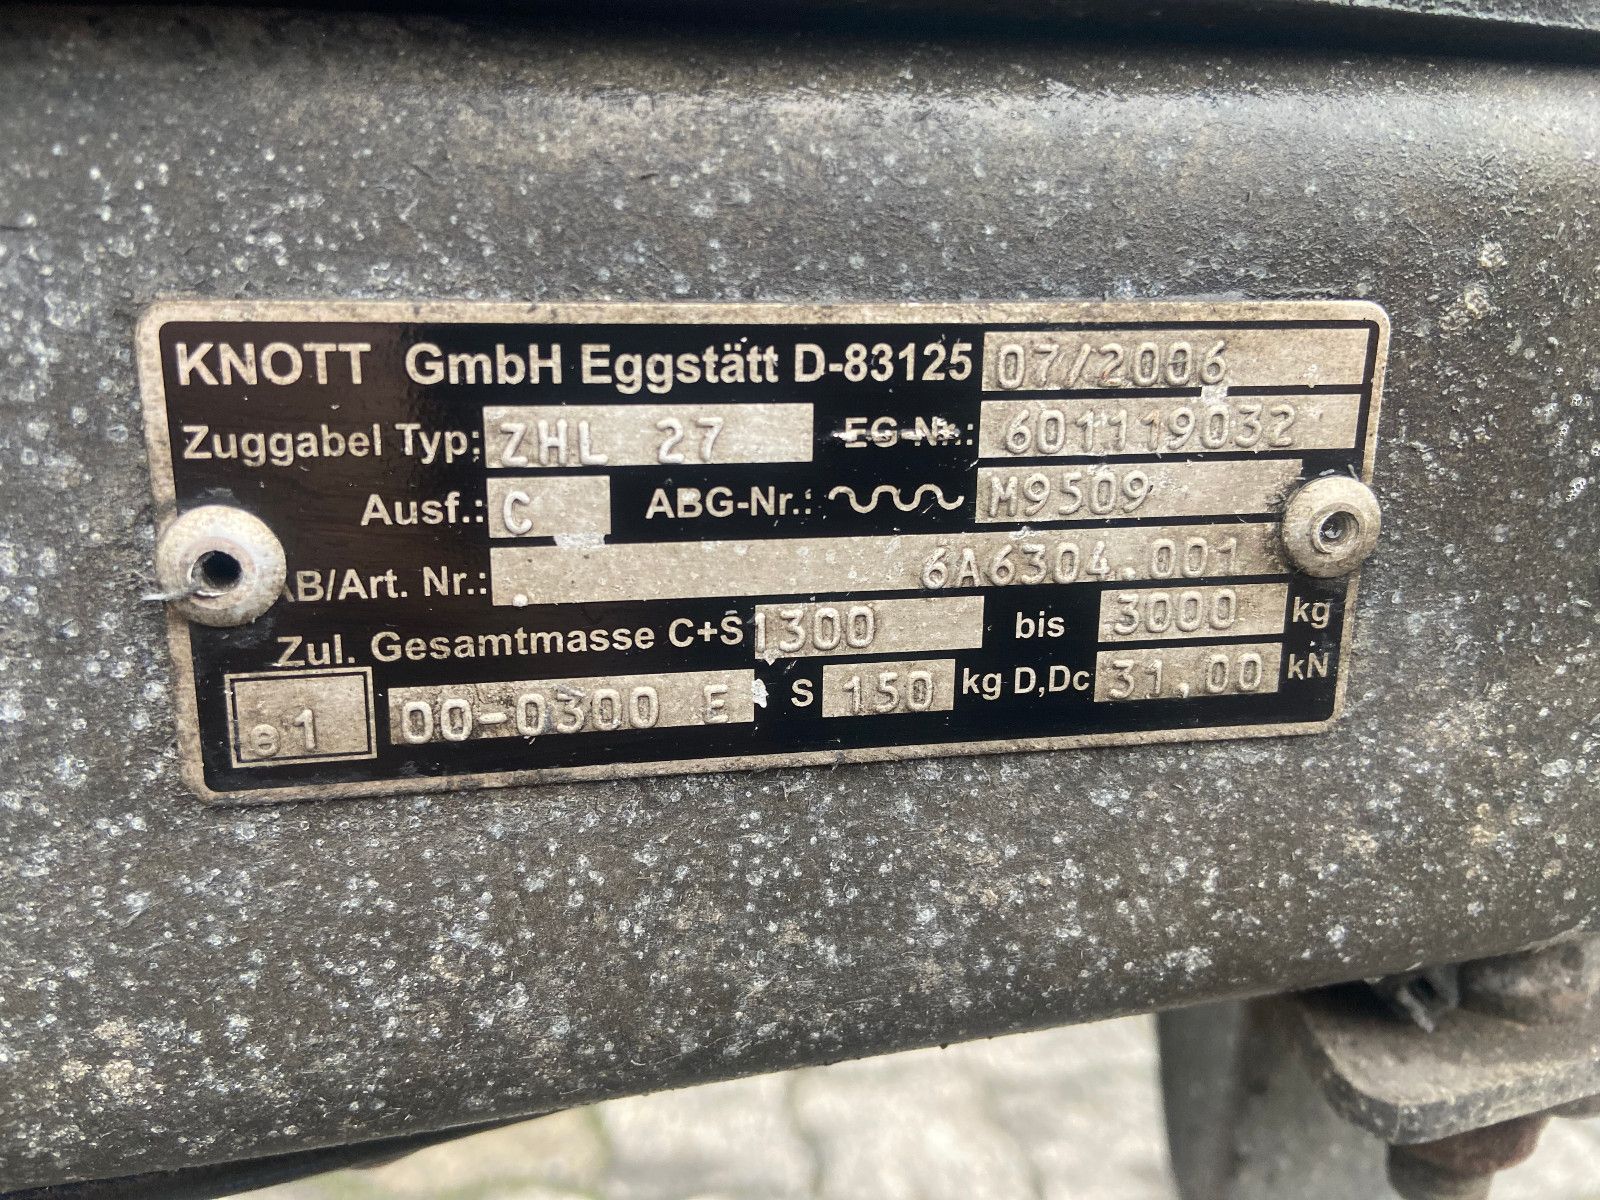 KNOTT GmbH Eggstätt D-83125 07/2006
Zuggabel Typ: ZHL 27 EG-Nr.: 601119032
Ausf.: C ABG-Nr.: M9509
AB/Art. Nr.: 6A6304.001
Zul. Gesamtmasse C+S 1300 bis 3000 kg
e1 00-0300 E S 150 kg D,Dc 31,00 kN